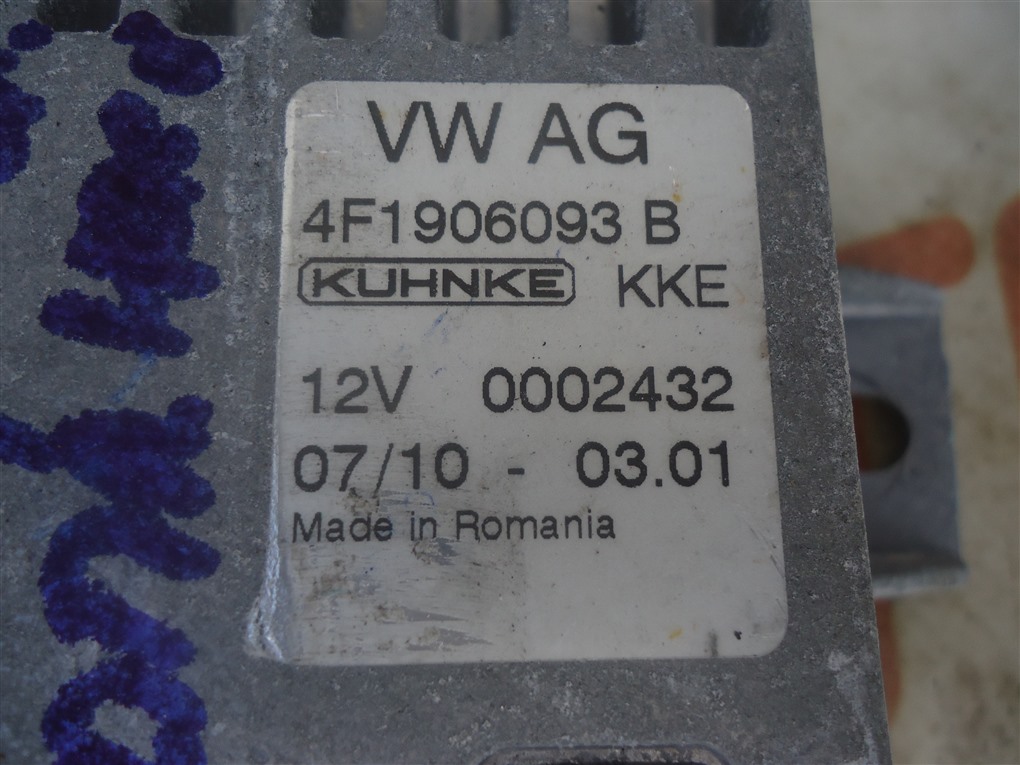 VW AG
4F1906093 B
KUHNKE KKE
12V 0002432
07/10 - 03.01
Made in Romania